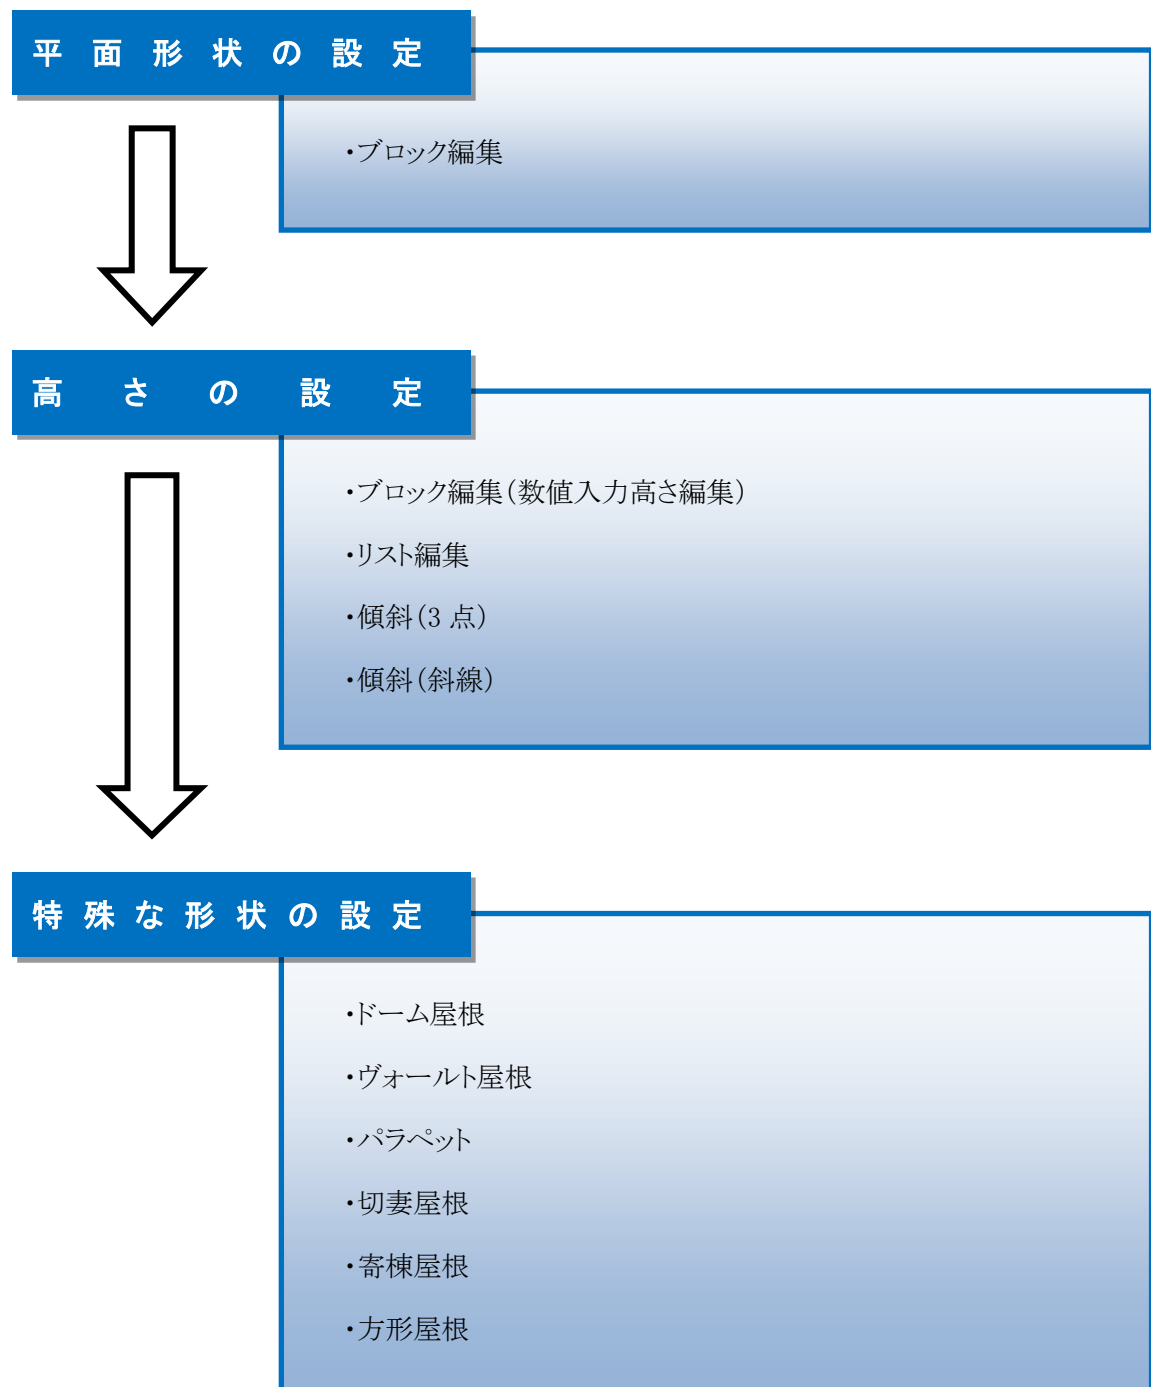 平面形状の設定
・ブロック編集
高さの設定
・ブロック編集(数値入力高さ編集)
・リスト編集
・傾斜(3 点)
・傾斜(斜線)
特殊な形状の設定
・ドーム屋根
・ヴォールト屋根
・パラペット
・切妻屋根
・寄棟屋根
・方形屋根